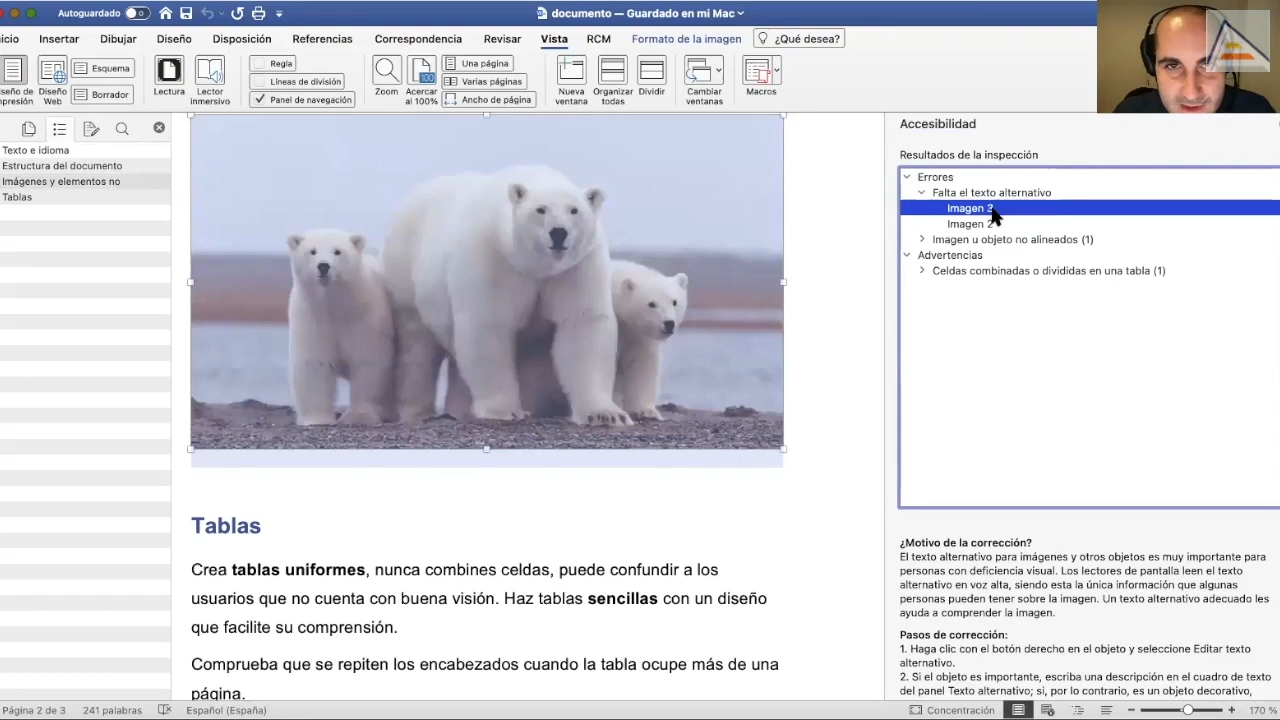 Autoguardado
documento — Guardado en mi Mac
Insertar Dibujar Diseño Disposición Referencias Correspondencia Revisar Vista RCM Formato de la imagen ¿Qué desea?
Diseño
Web
Esquema
Borrador
Lectura
Lector
inmersivo
Regla
Líneas de división
Panel de navegación
Zoom
100
Acercar
al 100%
Una página
Varias páginas
Ancho de página
Nueva
ventana
Organizar
todas
Dividir
Cambiar
ventanas
Macros
Texto e idioma
Estructura del documento
Imágenes y elementos no
Tablas
Tablas
Crea tablas uniformes, nunca combines celdas, puede confundir a los
usuarios que no cuenta con buena visión. Haz tablas sencillas con un diseño
que facilite su comprensión.
Comprueba que se repiten los encabezados cuando la tabla ocupe más de una
página.
Accesibilidad
Resultados de la inspección
Errores
Falta el texto alternativo
Imagen 3
Imagen 2
Imagen u objeto no alineados (1)
Advertencias
Celdas combinadas o divididas en una tabla (1)
¿Motivo de la corrección?
El texto alternativo para imágenes y otros objetos es muy importante para
personas con deficiencia visual. Los lectores de pantalla leen el texto
alternativo en voz alta, siendo esta la única información que algunas
personas pueden tener sobre la imagen. Un texto alternativo adecuado les
ayuda a comprender la imagen.
Pasos de corrección:
1. Haga clic con el botón derecho en el objeto y seleccione Editar texto
alternativo.
2. Si el objeto es importante, escriba una descripción en el cuadro de texto
del panel Texto alternativo; si, por lo contrario, es un objeto decorativo,
Página 2 de 3 241 palabras Español (España) Concentración 170 %